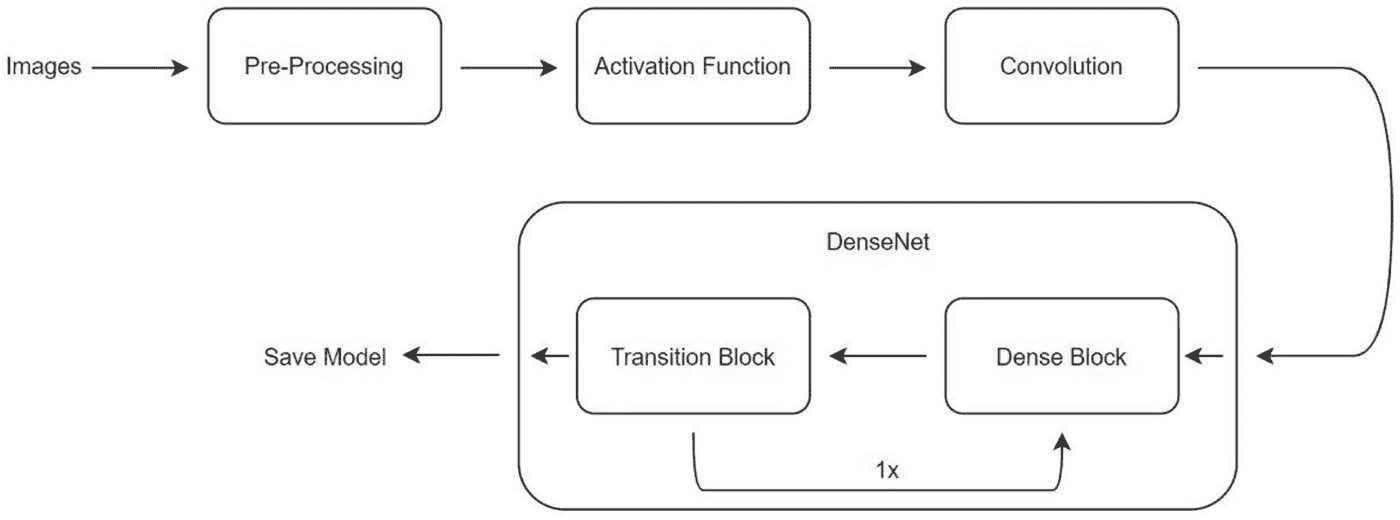 Images
Pre-Processing
Activation Function
Convolution
DenseNet
Save Model
Transition Block
Dense Block
1x